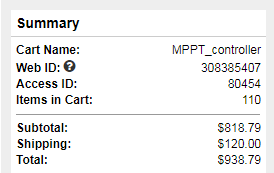 Summary
Cart Name: MPPT_controller
Web ID: ? 308385407
Access ID: 80454
Items in Cart: 110
Subtotal: $818.79
Shipping: $120.00
Total: $938.79